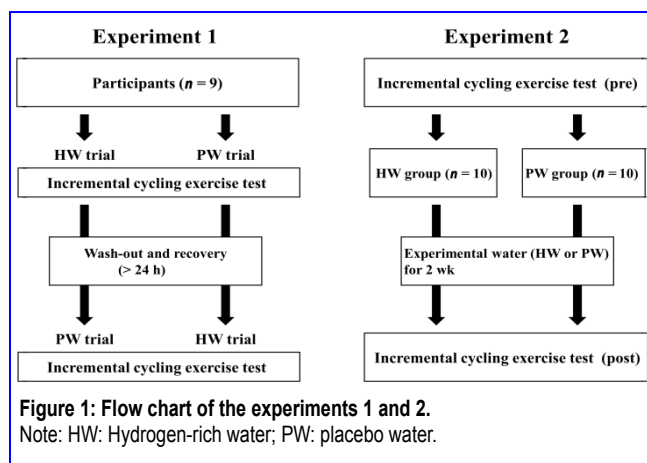 Experiment 1
Participants (n = 9)
HW trial PW trial
Incremental cycling exercise test
Wash-out and recovery
(> 24 h)
PW trial HW trial
Incremental cycling exercise test
Experiment 2
Incremental cycling exercise test (pre)
HW group (n = 10) PW group (n = 10)
Experimental water (HW or PW)
for 2 wk
Incremental cycling exercise test (post)
Figure 1: Flow chart of the experiments 1 and 2.
Note: HW: Hydrogen-rich water; PW: placebo water.